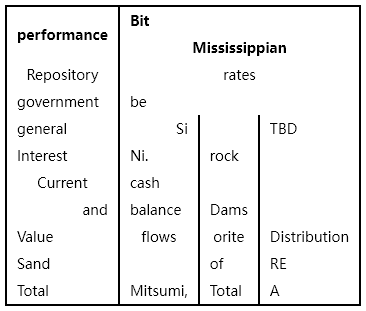 Bit
performance
Mississippian
Repository rates
government be
general Si TBD
Interest Ni. rock
Current cash
and balance Dams
Value flows orite Distribution
Sand of RE
Total Mitsumi, Total A